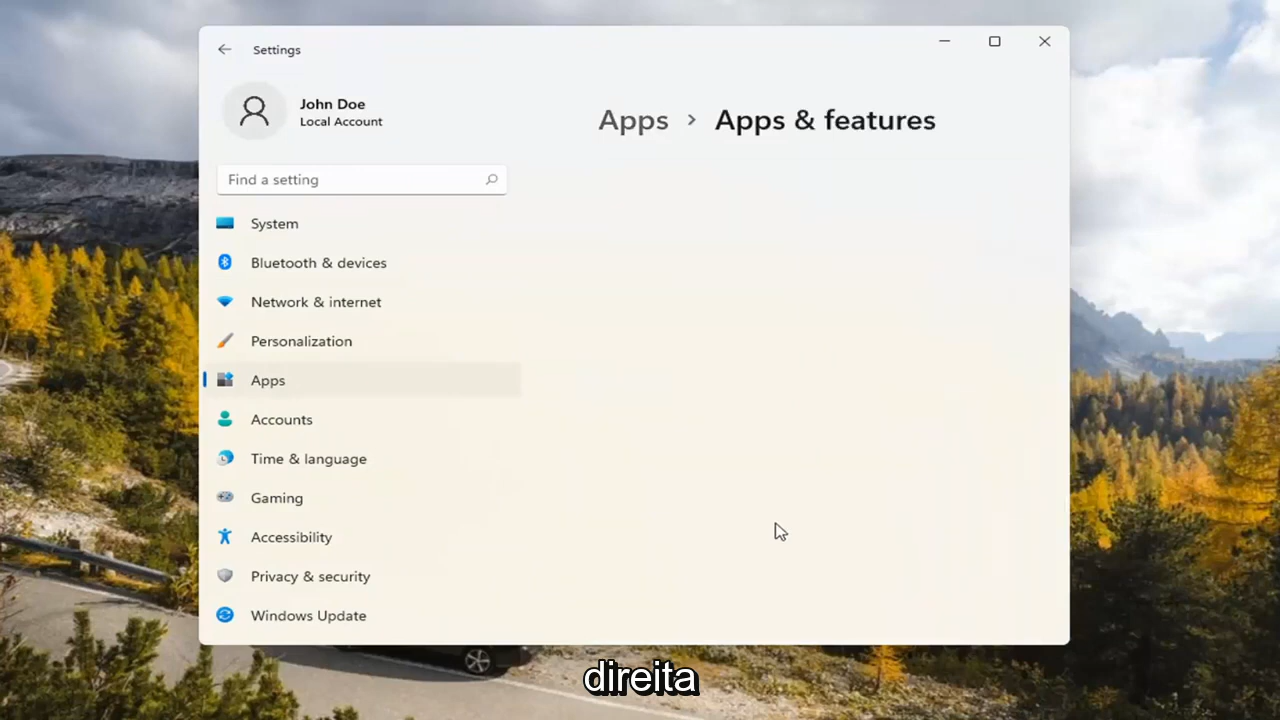 Settings
John Doe
Local Account
Apps > Apps & features
Find a setting
System
Bluetooth & devices
Network & internet
Personalization
Apps
Accounts
Time & language
Gaming
Accessibility
Privacy & security
Windows Update
direita